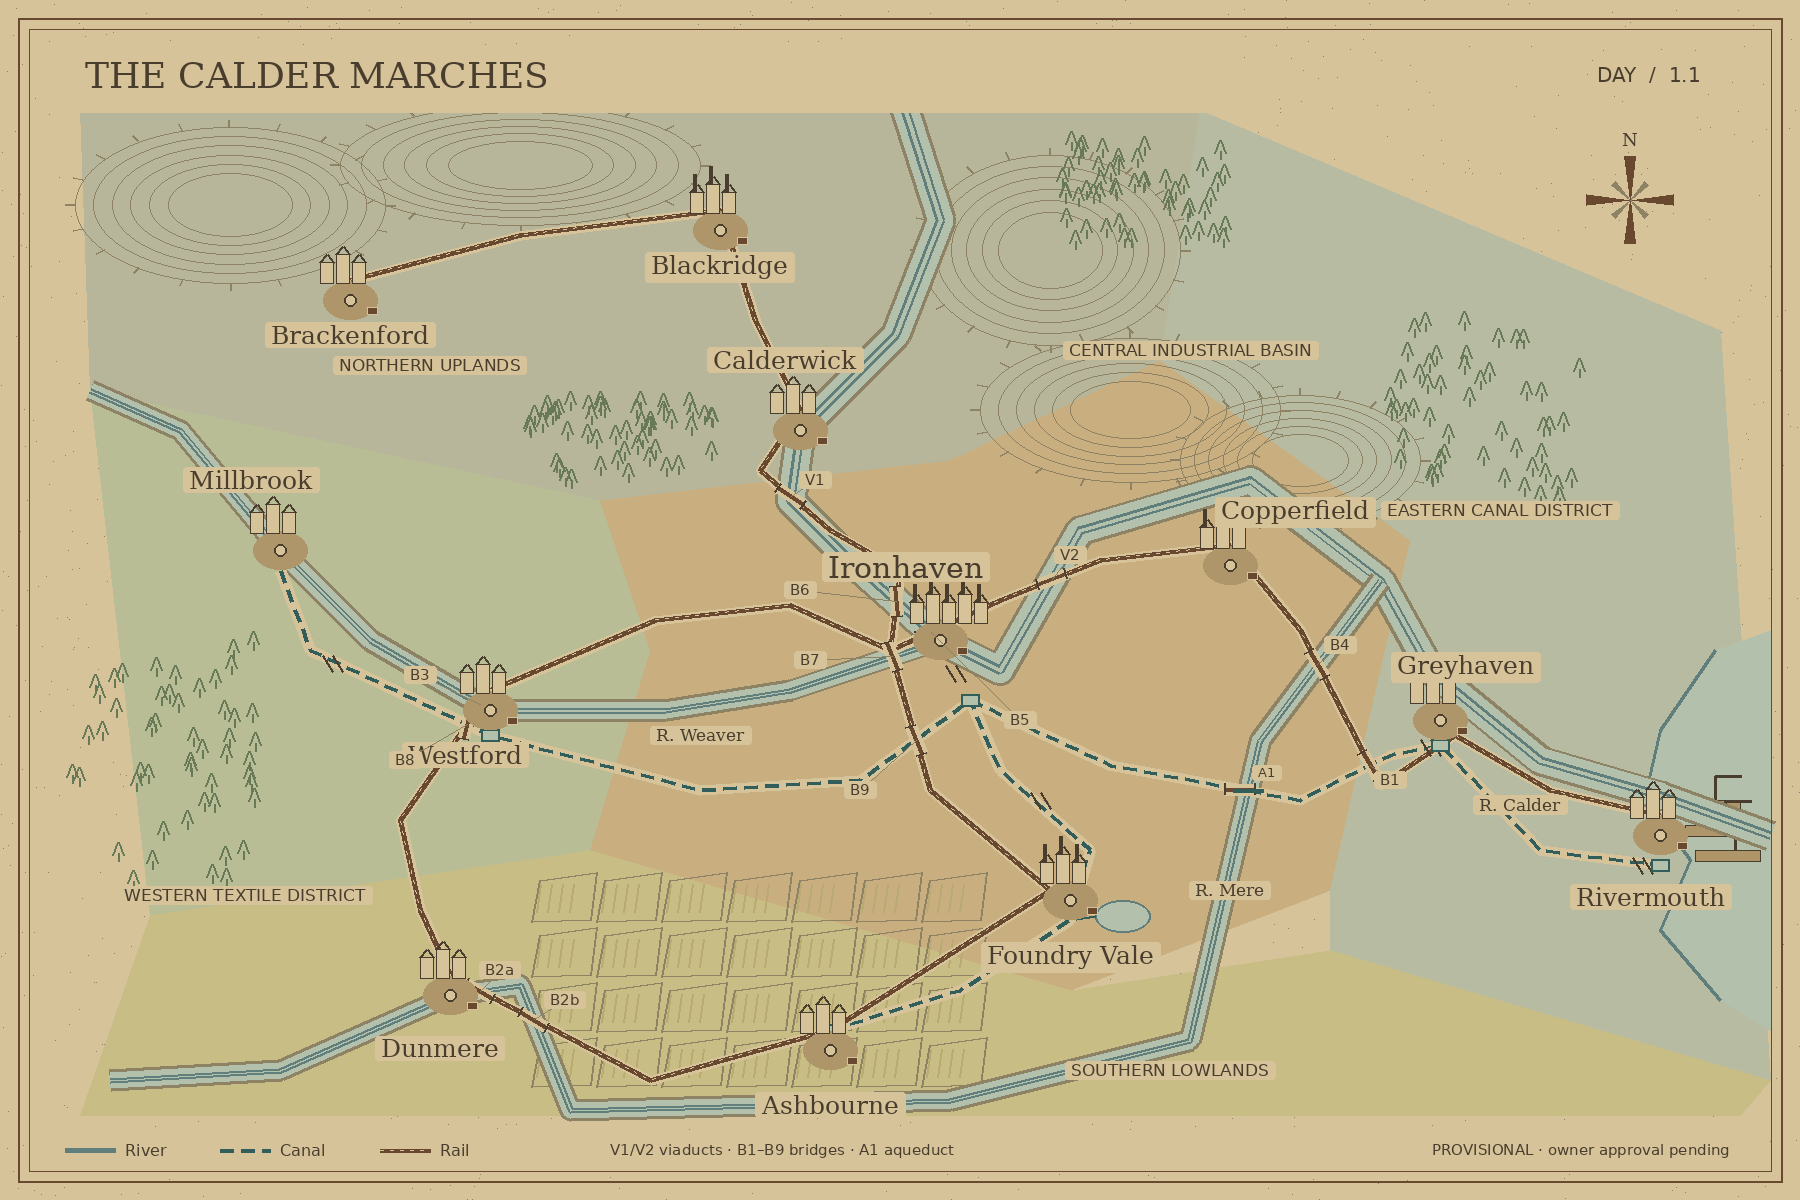 THE CALDER MARCHES
DAY / 1.1
N
Blackridge
Brackenford
NORTHERN UPLANDS
Calderwick
CENTRAL INDUSTRIAL BASIN
Millbrook
V1
Copperfield
EASTERN CANAL DISTRICT
Ironhaven
V2
B6
B4
B7
Greyhaven
B3
B5
R. Weaver
B8
Westford
A1
B1
B9
R. Calder
WESTERN TEXTILE DISTRICT
R. Mere
Rivermouth
Foundry Vale
B2a
B2b
Dunmere
SOUTHERN LOWLANDS
Ashbourne
River
Canal
Rail
V1/V2 viaducts · B1–B9 bridges · A1 aqueduct
PROVISIONAL · owner approval pending